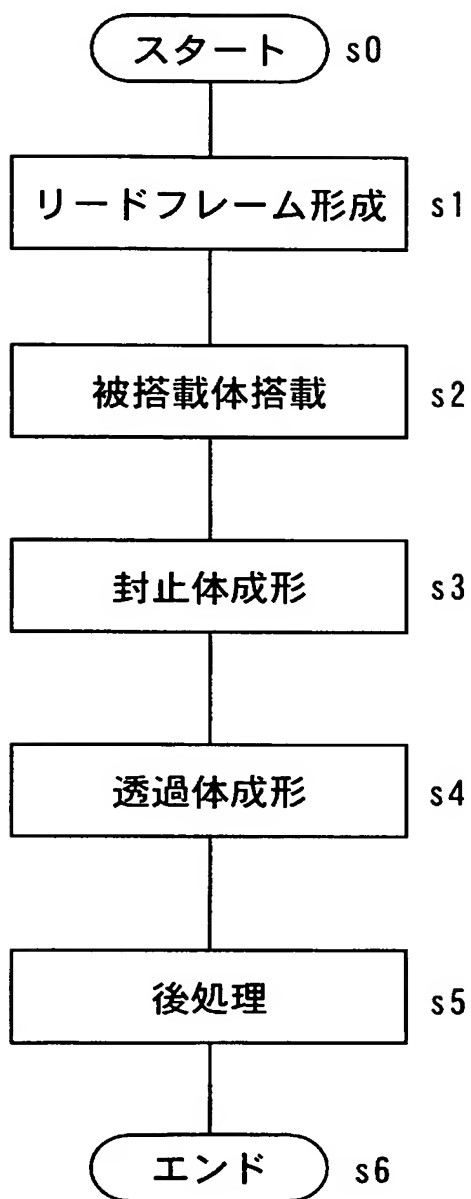 スタート s0
リードフレーム形成 s1
被搭載体搭載 s2
封止体成形 s3
透過体成形 s4
後処理 s5
エンド s6